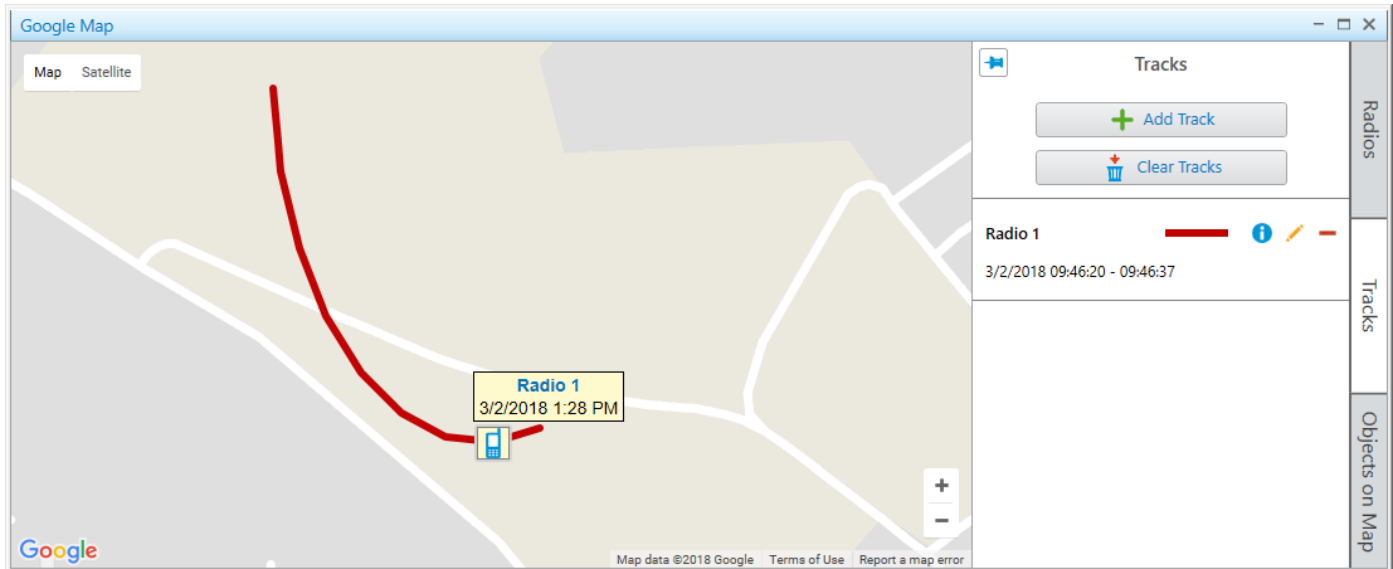 Google Map
Map Satellite
Radio 1
3/2/2018 1:28 PM
Google
Map data ©2018 Google Terms of Use Report a map error
Tracks
Add Track
Clear Tracks
Radio 1
3/2/2018 09:46:20 - 09:46:37
Radios
Tracks
Objects on Map